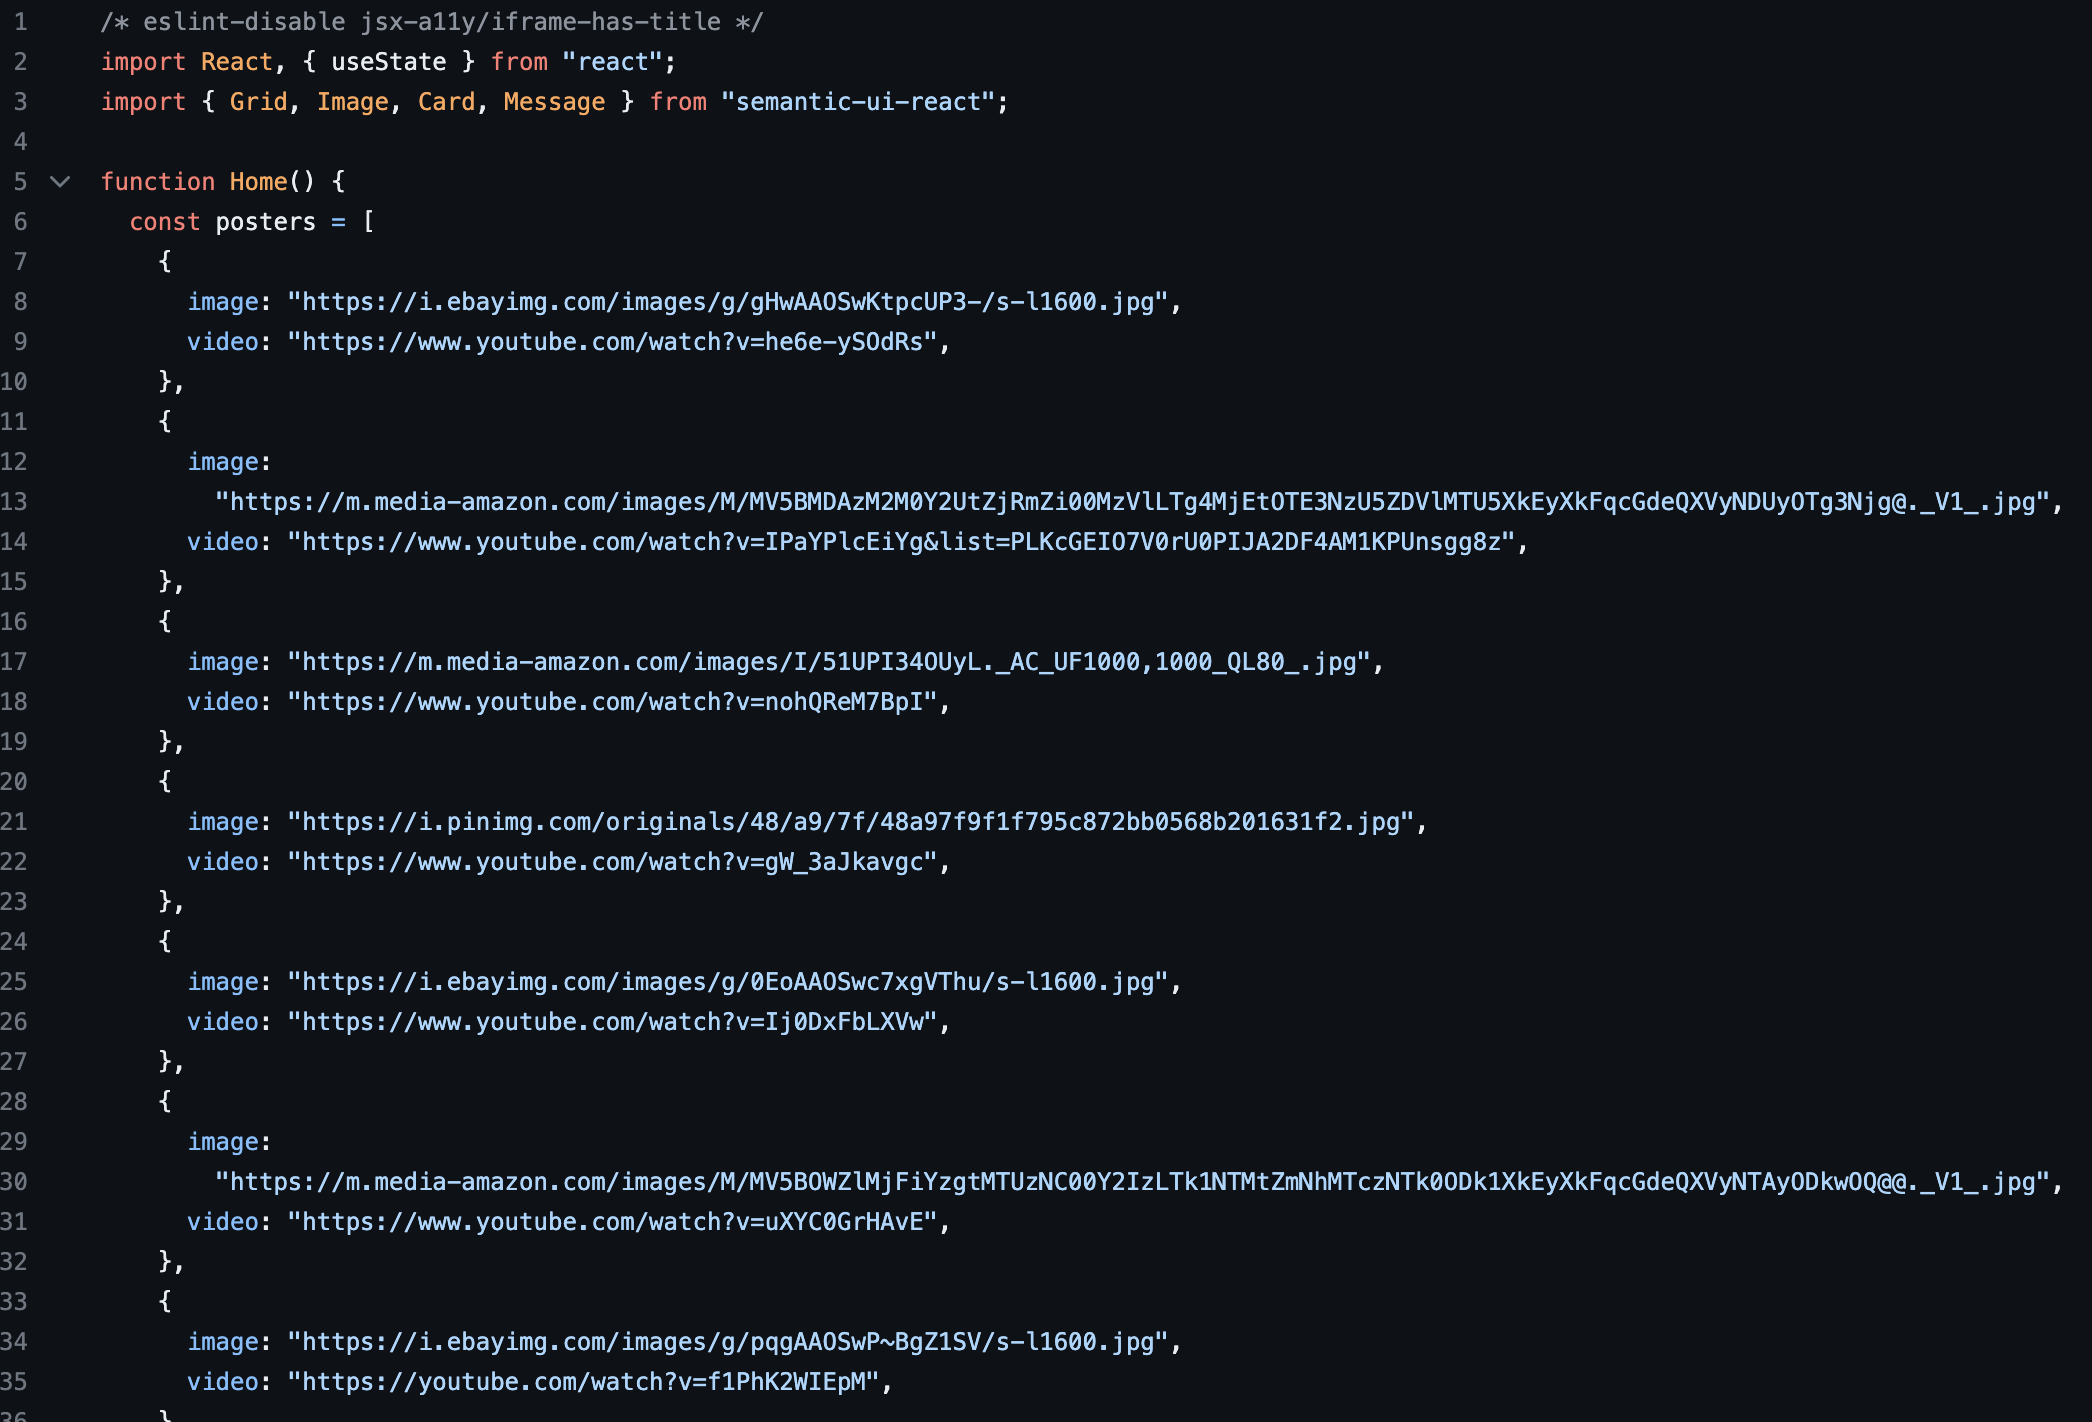 1 /* eslint-disable jsx-a11y/iframe-has-title */
2 import React, { useState } from "react";
3 import { Grid, Image, Card, Message } from "semantic-ui-react";
4
5 function Home() {
6 const posters = [
7 {
8 image: "https://i.ebayimg.com/images/g/gHwAAOSwKtpcUP3-/s-l1600.jpg",
9 video: "https://www.youtube.com/watch?v=he6e-ySOdRs",
10 },
11 {
12 image:
13 "https://m.media-amazon.com/images/M/MV5BMDAzM2M0Y2UtZjRmZi00MzVlLTg4MjEtOTE3NzU5ZDVlMTU5XkEyXkFqcGdeQXVyNDUyOTg3Njg@._V1_.jpg",
14 video: "https://www.youtube.com/watch?v=IPaYPlcEiYg&list=PLKcGEIO7V0rU0PIJA2DF4AM1KPUnsgg8z",
15 },
16 {
17 image: "https://m.media-amazon.com/images/I/51UPI34OUyL._AC_UF1000,1000_QL80_.jpg",
18 video: "https://www.youtube.com/watch?v=nohQReM7BpI",
19 },
20 {
21 image: "https://i.pinimg.com/originals/48/a9/7f/48a97f9f1f795c872bb0568b201631f2.jpg",
22 video: "https://www.youtube.com/watch?v=gW_3aJkavgc",
23 },
24 {
25 image: "https://i.ebayimg.com/images/g/0EoAAOSwc7xgVThu/s-l1600.jpg",
26 video: "https://www.youtube.com/watch?v=Ij0DxFbLXVw",
27 },
28 {
29 image:
30 "https://m.media-amazon.com/images/M/MV5BOWZlMjFiYzgtMTUzNC00Y2IzLTk1NTMtZmNhMTczNTk0ODk1XkEyXkFqcGdeQXVyNTAyODkwOQ@@._V1_.jpg",
31 video: "https://www.youtube.com/watch?v=uXYC0GrHAvE",
32 },
33 {
34 image: "https://i.ebayimg.com/images/g/pqgAAOSwP~BgZ1SV/s-l1600.jpg",
35 video: "https://youtube.com/watch?v=f1PhK2WIEpM",
36 }